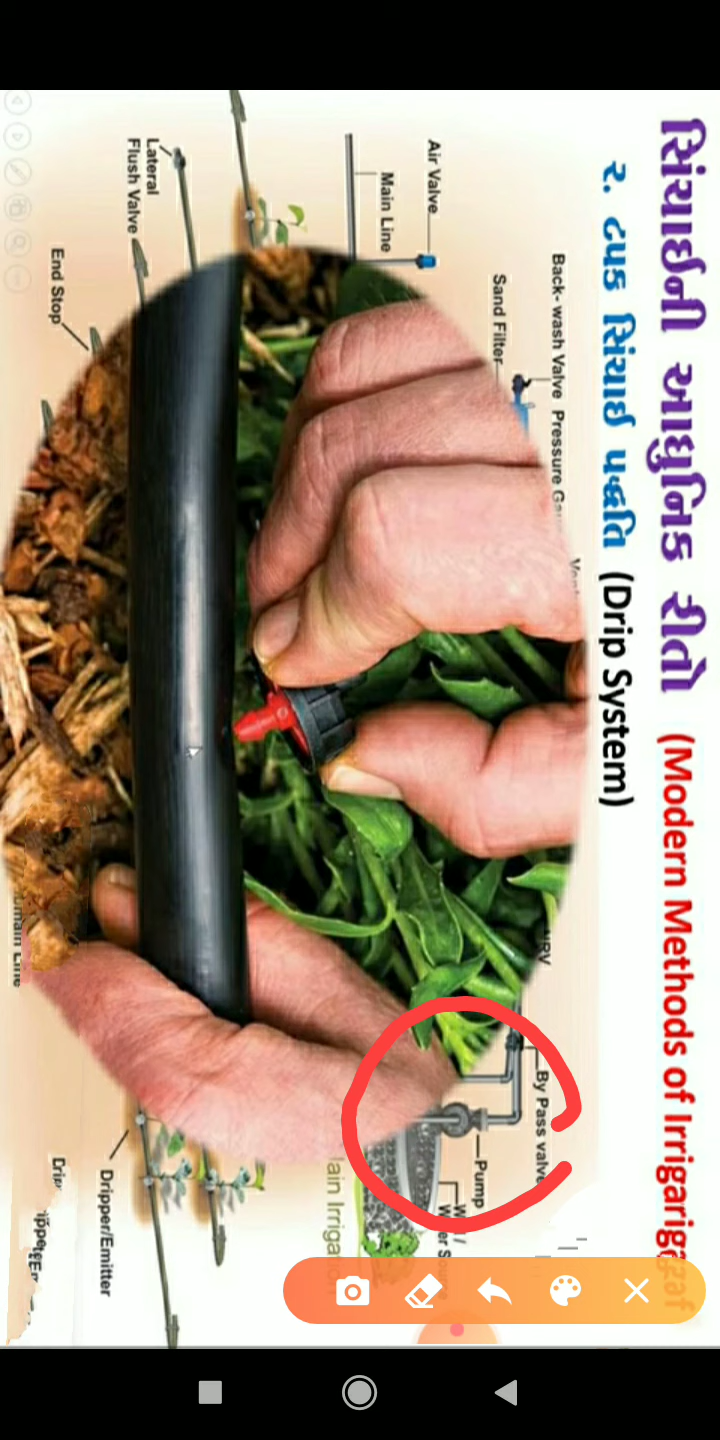 સિંચાઈની આધુનિક રીતો (Modern Methods of
૨. ટપક સિંચાઈ પદ્ધતિ (Drip System)
Back-wash Valve Pressure
By Pass valve
Sand Filter
Air Valve
Main Line
Pump
Lateral
Flush Valve
End Stop
Dripper/Emitter